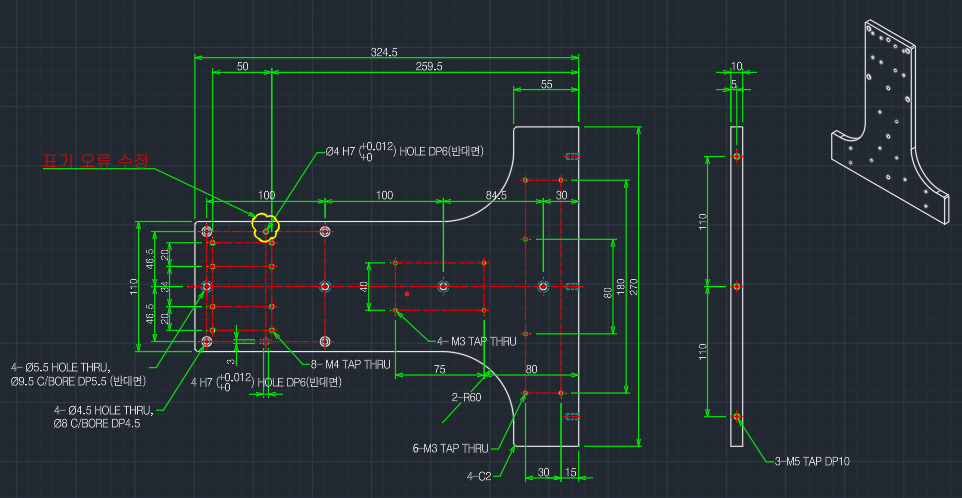 324.5
50
259.5
10
55
5
표기 오류 수정
Ø4 H7 (+0.012 +0) HOLE DP6(반대면)
100
100
84.5
30
46.5
20
110
34
46.5
20
3
40
80
180
270
110
110
4- M3 TAP THRU
8- M4 TAP THRU
4- Ø5.5 HOLE THRU,
Ø9.5 C/BORE DP5.5 (반대면)
4 H7 (+0.012 +0) HOLE DP6(반대면)
75
80
2-R60
4- Ø4.5 HOLE THRU,
Ø8 C/BORE DP4.5
6-M3 TAP THRU
4-C2
30
15
3-M5 TAP DP10